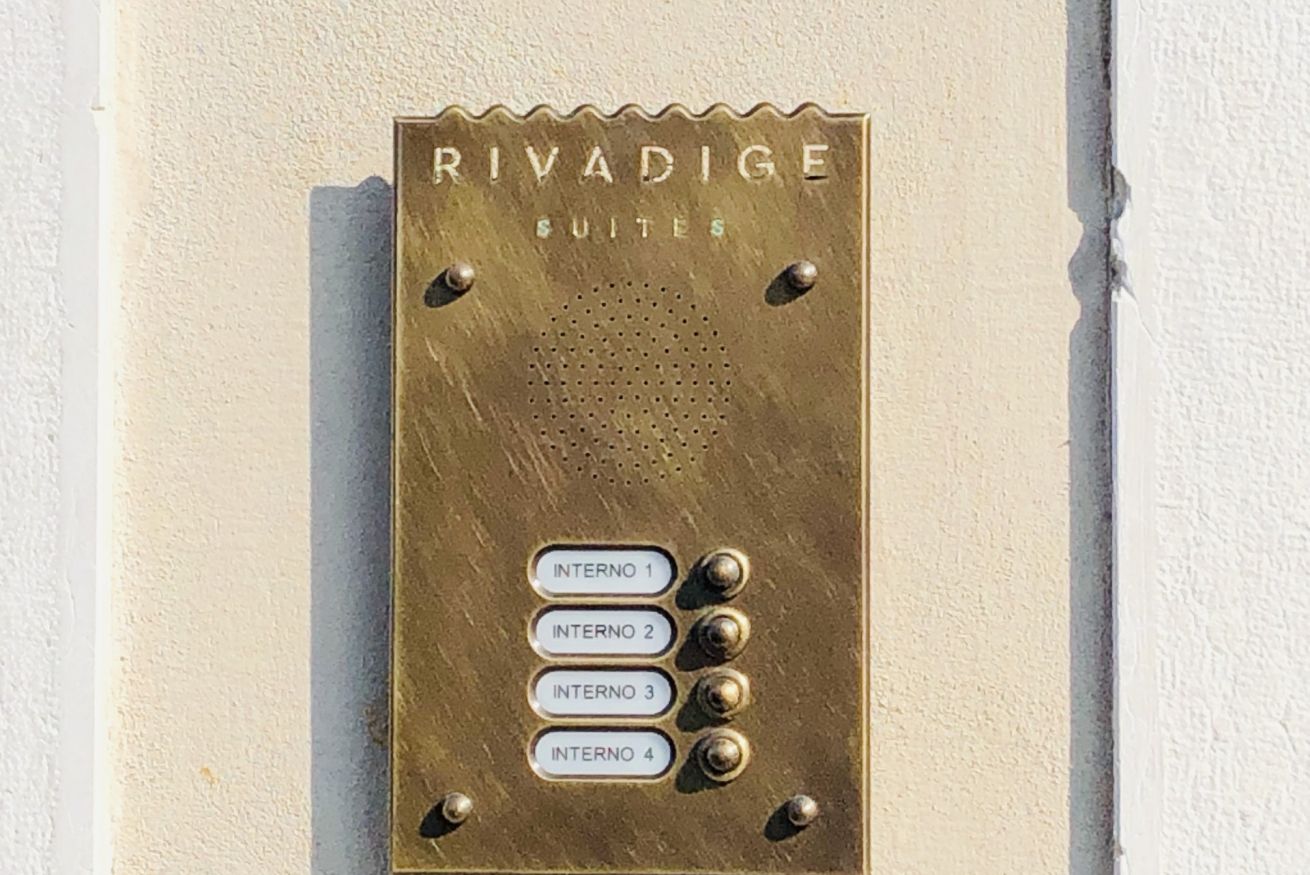 RIVADIGE
SUITES
INTERNO 1
INTERNO 2
INTERNO 3
INTERNO 4